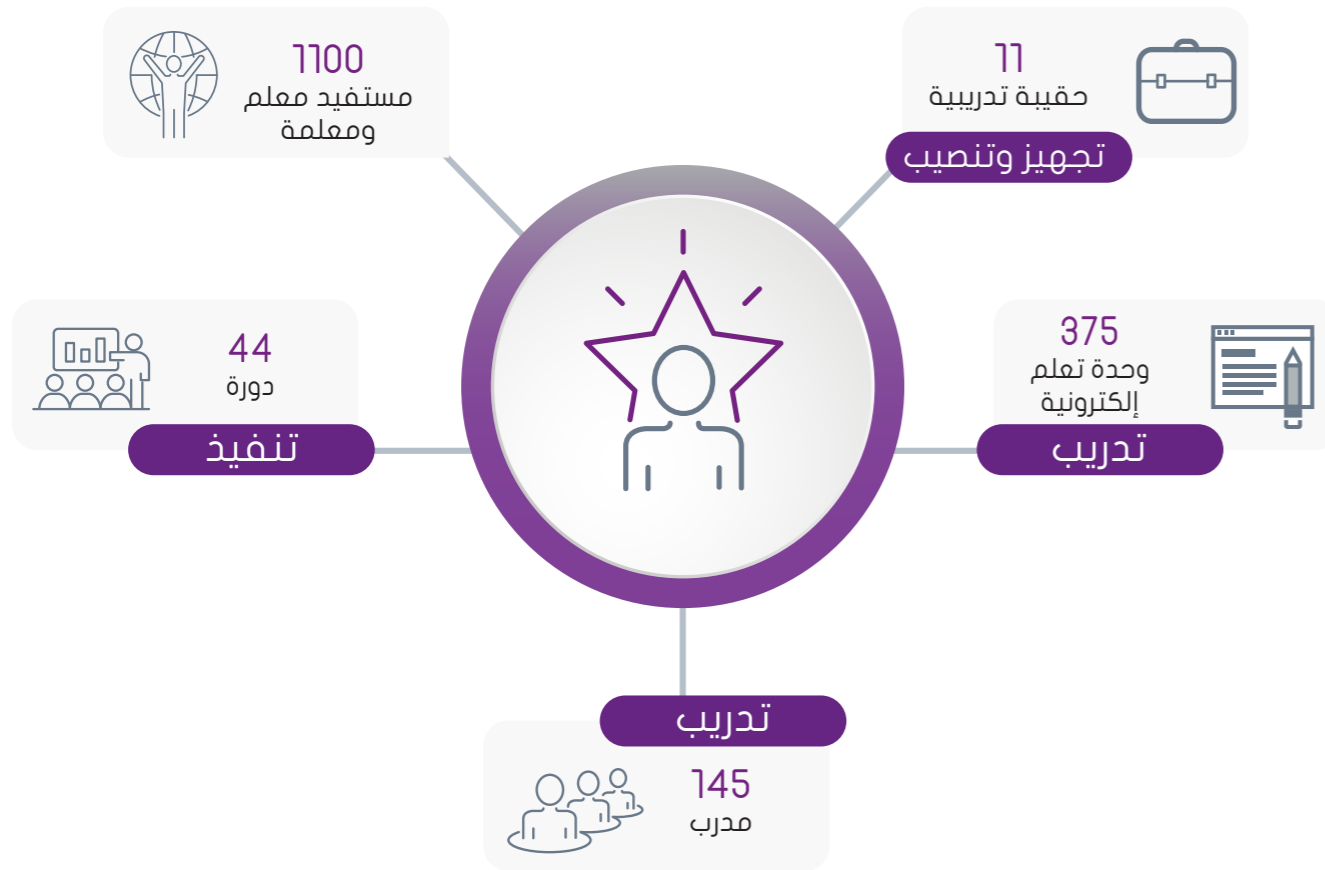 11
حقيبة تدريبية
تجهيز وتنصيب
1100
مستفيد معلم
ومعلمة
375
وحدة تعلم
إلكترونية
تدريب
44
دورة
تنفيذ
تدريب
145
مدرب